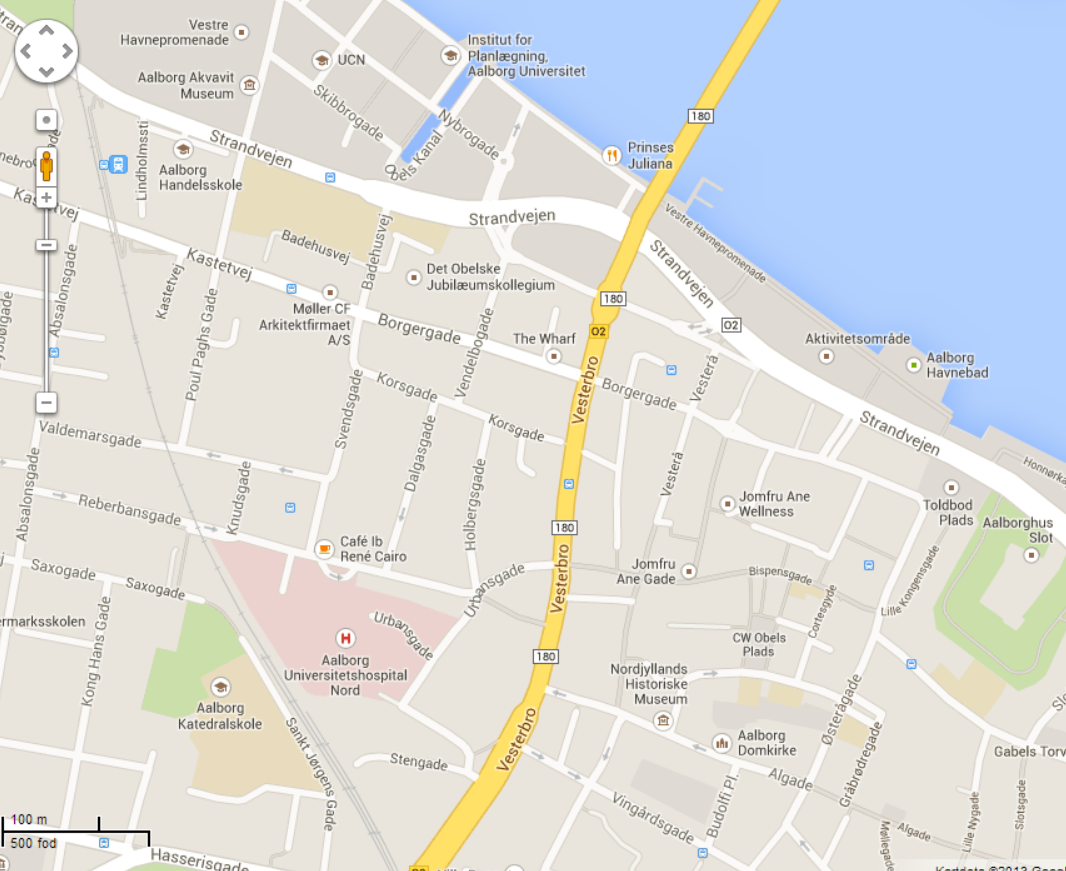 Vestre
Havnepromenade
Institut for
Planlægning,
Aalborg Universitet
UCN
Aalborg Akvavit
Museum
180
Skibbrogade
Nybrogade
Strandvejen
Obels Kanal
Prinses
Juliana
Lindholmssti
Aalborg
Handelsskole
Kastetvej
Strandvejen
Vestre Havnepromenade
Badehusvej
Badehusvej
Kastetvej
Kastetvej
Strandvejen
Det Obelske
Jubilæumskollegium
Absalonsgade
Poul Paghs Gade
Møller CF
Arkitektfirmaet
A/S
180
O2
O2
Borgergade
The Wharf
Vendelbogade
Aktivitetsområde
Aalborg
Havnebad
Vesterbro
Vesterå
Borgergade
Korsgade
Svendsgade
Korsgade
Strandvejen
Valdemarsgade
Dalgasgade
Holbergsgade
Vesterå
Absalonsgade
Knudsgade
Reberbansgade
Jomfru Ane
Wellness
Toldbod
Plads
Aalborghus
Slot
180
Café Ib
René Cairo
Saxogade
Saxogade
Urbansgade
Vesterbro
Jomfru
Ane Gade
Bispensgade
Cortesgyde
Lille Kongensgade
Kong Hans Gade
Urbansgade
Aalborg
Universitetshospital
Nord
180
CW Obels
Plads
Nordjyllands
Historiske
Museum
Aalborg
Katedralskole
Sankt Jørgens Gade
Vesterbro
Aalborg
Domkirke
Østerågade
Gråbrødregade
Gabels Torv
Stengade
Algade
Vingårdsgade
Budolfi Pl.
Algade
Møllegade
Lille Nygade
Slotsgade
100 m
500 fod
Hasserisgade